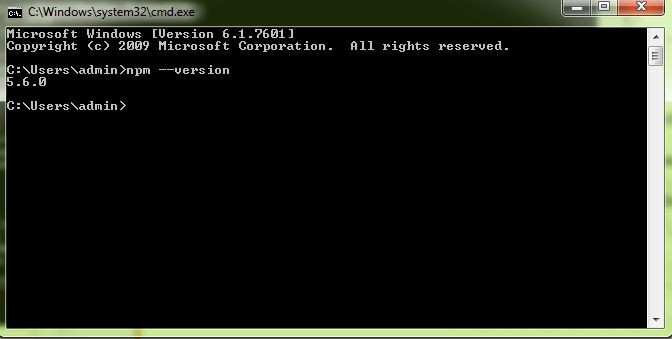 C:\Windows\system32\cmd.exe
Microsoft Windows [Version 6.1.7601]
Copyright (c) 2009 Microsoft Corporation.  All rights reserved.
C:\Users\admin>npm --version
5.6.0
C:\Users\admin>